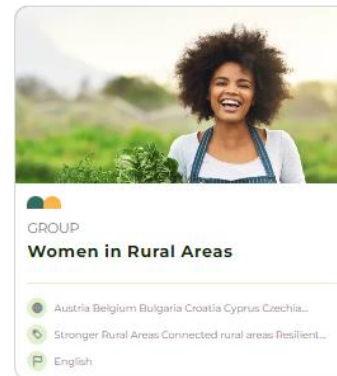 GROUP
Women in Rural Areas
Austria Belgium Bulgaria Croatia Cyprus Czechia...
Stronger Rural Areas Connected rural areas Resilient...
English